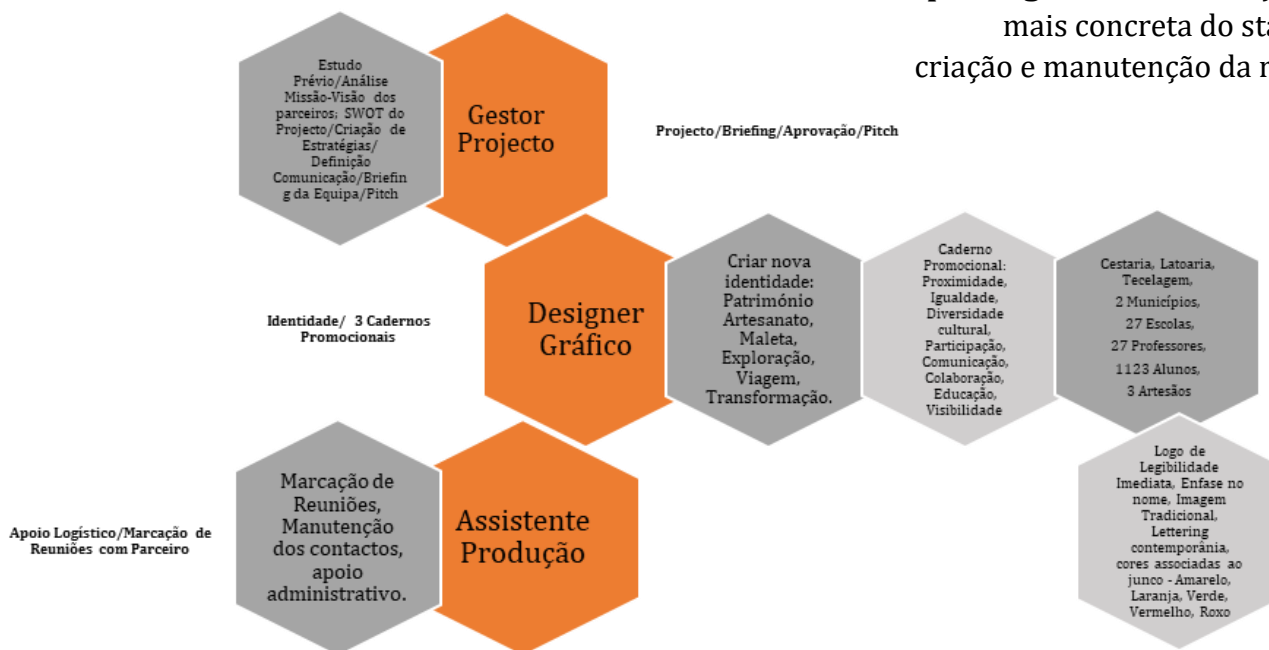 mais concreta do sta
criação e manutenção da
Estudo
Prévio/Análise
Missão-Visão dos
parceiros; SWOT do
Projecto/Criação de
Estratégias/
Definição
Comunicação/Briefin
g da Equipa/Pitch
Gestor
Projecto
Projecto/Briefing/Aprovação/Pitch
Identidade/ 3 Cadernos
Promocionais
Designer
Gráfico
Criar nova
identidade:
Património
Artesanato,
Maleta,
Exploração,
Viagem,
Transformação.
Caderno
Promocional:
Proximidade,
Igualdade,
Diversidade
cultural,
Participação,
Comunicação,
Colaboração,
Educação,
Visibilidade
Cestaria, Latoaria,
Tecelagem,
2 Municípios,
27 Escolas,
27 Professores,
1123 Alunos,
3 Artesãos
Logo de
Legibilidade
Imediata, Enfase no
nome, Imagem
Tradicional,
Lettering
contemporânia,
cores associadas ao
junco - Amarelo,
Laranja, Verde,
Vermelho, Roxo
Apoio Logístico/Marcação de
Reuniões com Parceiro
Marcação de
Reuniões,
Manutenção
dos contactos,
apoio
administrativo.
Assistente
Produção